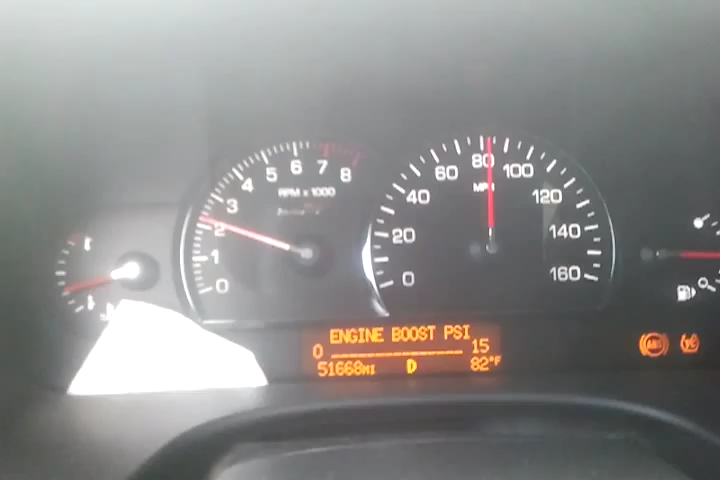 0 1 2 3 4 5 6 7 8
RPM x 1000
0 20 40 60 80 100 120 140 160
MPH
ENGINE BOOST PSI
0 15
51668MI D 82°F
ABS